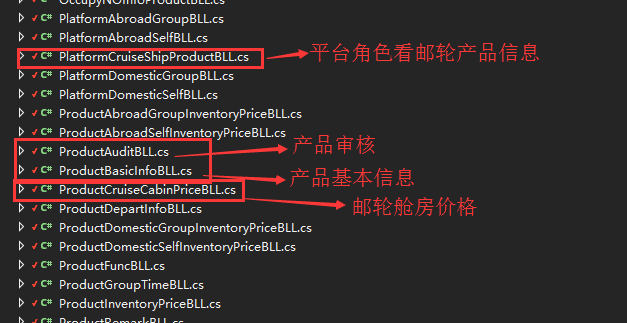 OccupyNOInfoProductBLL.cs
C# PlatformAbroadGroupBLL.cs
C# PlatformAbroadSelfBLL.cs
C# PlatformCruiseShipProductBLL.cs 平台角色看邮轮产品信息
C# PlatformDomesticGroupBLL.cs
C# PlatformDomesticSelfBLL.cs
C# ProductAbroadGroupInventoryPriceBLL.cs
C# ProductAbroadSelfInventoryPriceBLL.cs
C# ProductAuditBLL.cs 产品审核
C# ProductBasicInfoBLL.cs 产品基本信息
C# ProductCruiseCabinPriceBLL.cs 邮轮舱房价格
C# ProductDepartInfoBLL.cs
C# ProductDomesticGroupInventoryPriceBLL.cs
C# ProductDomesticSelfInventoryPriceBLL.cs
C# ProductFuncBLL.cs
C# ProductGroupTimeBLL.cs
C# ProductInventoryPriceBLL.cs
C# ProductRemarkBLL.cs